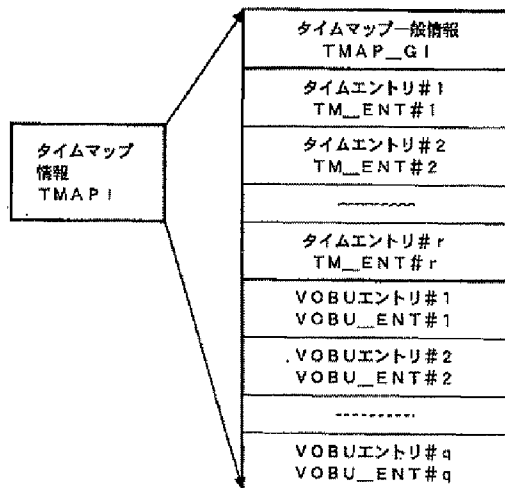 タイムマップ
情報
TMAPI
タイムマップ一般情報
TMAP_GI
タイムエントリ#1
TM_ENT#1
タイムエントリ#2
TM_ENT#2
タイムエントリ#r
TM_ENT#r
VOBUエントリ#1
VOBU_ENT#1
VOBUエントリ#2
VOBU_ENT#2
VOBUエントリ#q
VOBU_ENT#q